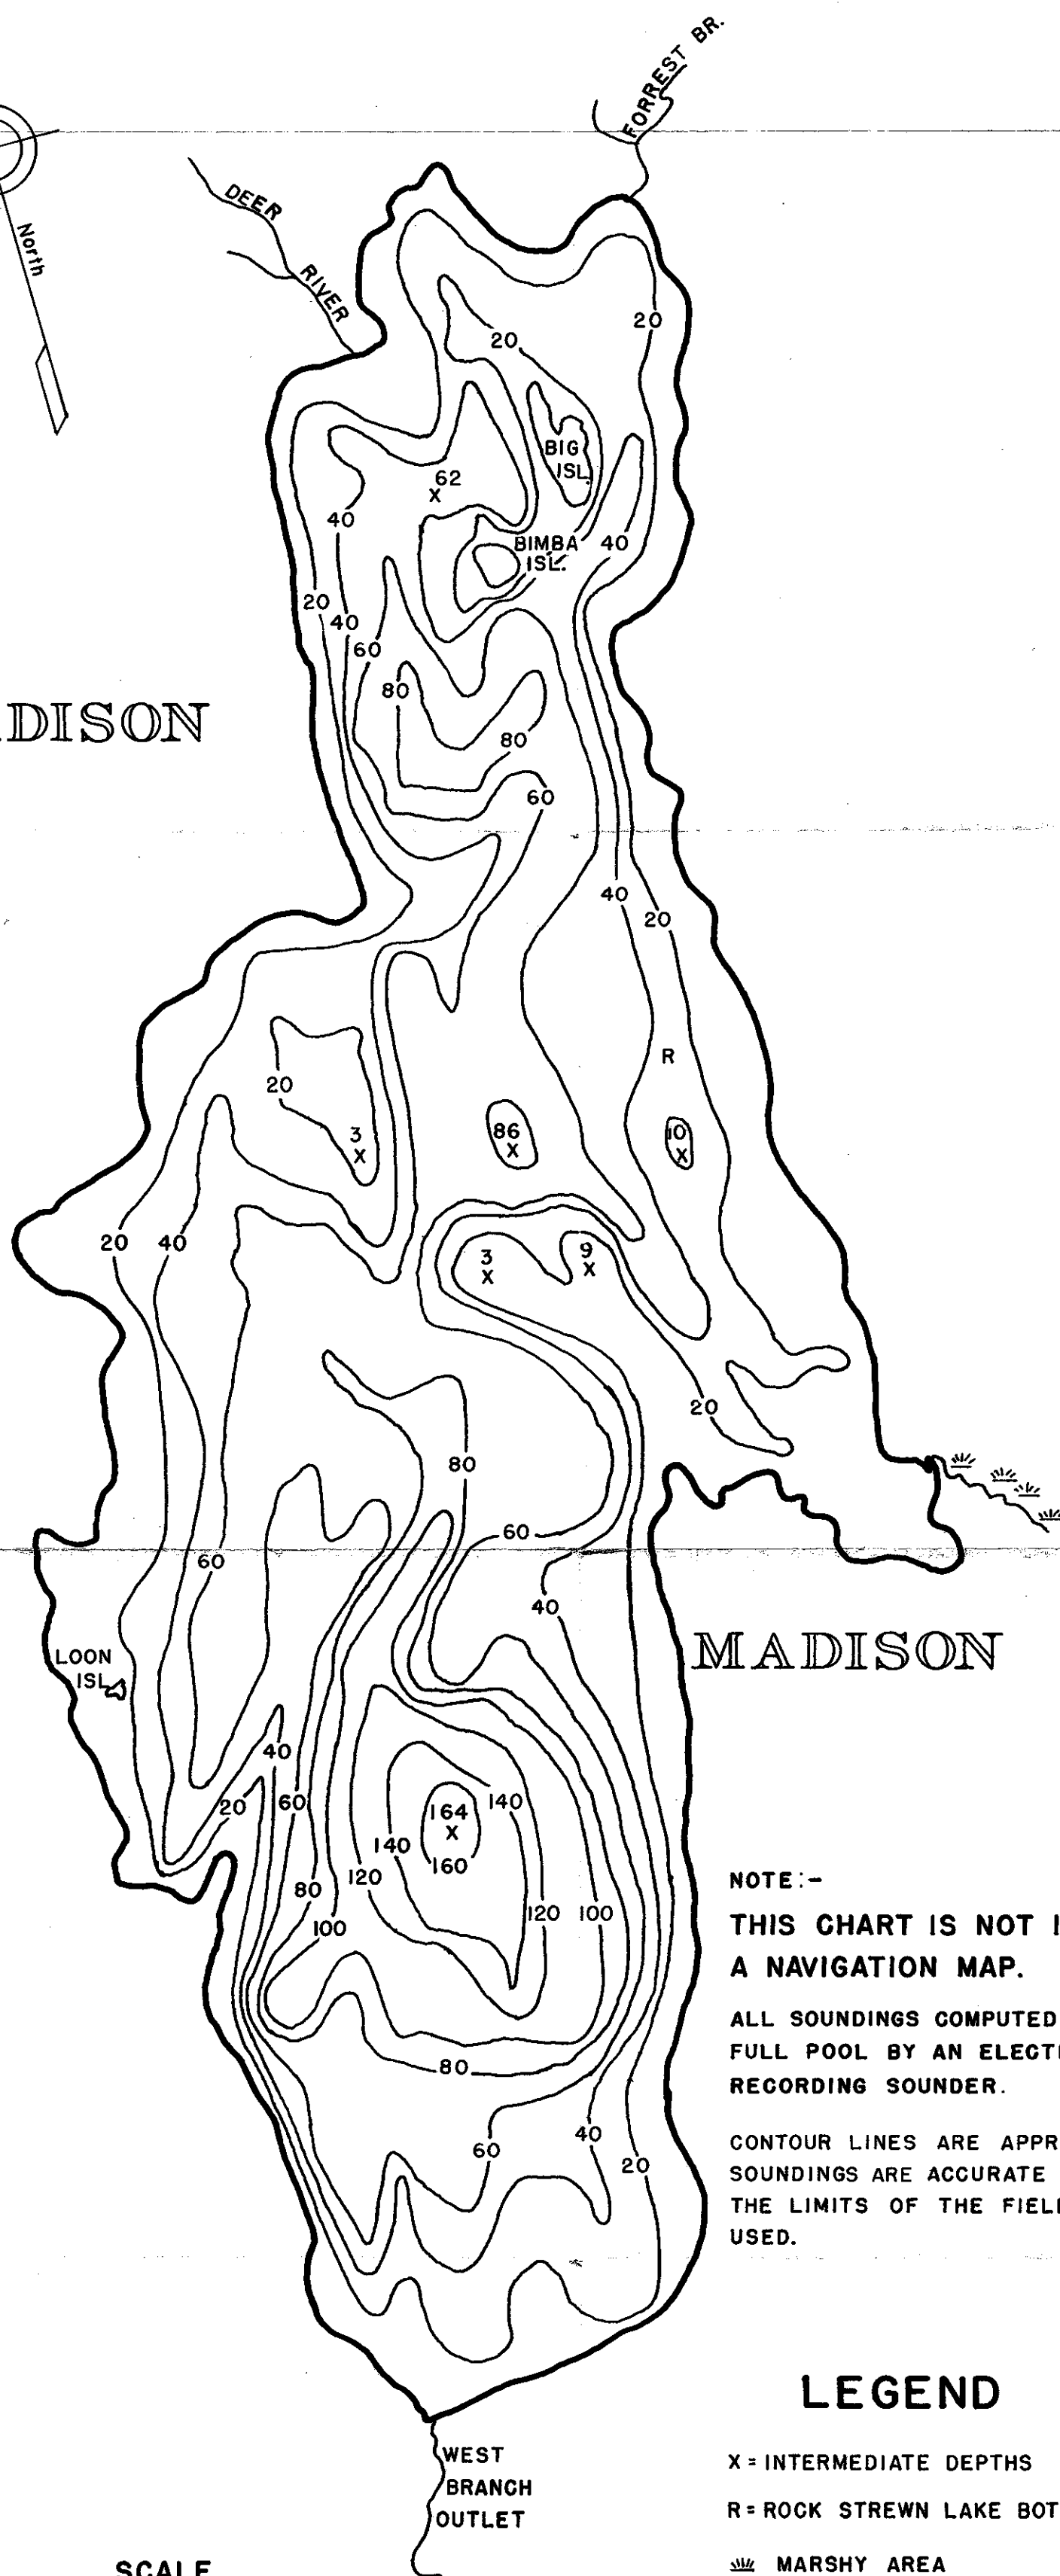 FORREST BR.
DEER
RIVER
North
20
20
BIG
ISL.
62
X
40
BIMBA
ISL.
40
20
40
60
80
80
60
DISON
40
20
R
20
3
X
86
X
10
X
20
40
3
X
9
X
20
80
60
60
40
LOON
ISL.
MADISON
40
20
60
140
164
X
140
160
120
80
120
100
100
80
40
60
20
NOTE:-
THIS CHART IS NOT
A NAVIGATION MAP.
ALL SOUNDINGS COMPUTED
FULL POOL BY AN ELECT
RECORDING SOUNDER.
CONTOUR LINES ARE APPR
SOUNDINGS ARE ACCURATE
THE LIMITS OF THE FIEL
USED.
LEGEND
X = INTERMEDIATE DEPTHS
R = ROCK STREWN LAKE BOT
MARSHY AREA
WEST
BRANCH
OUTLET
SCALE